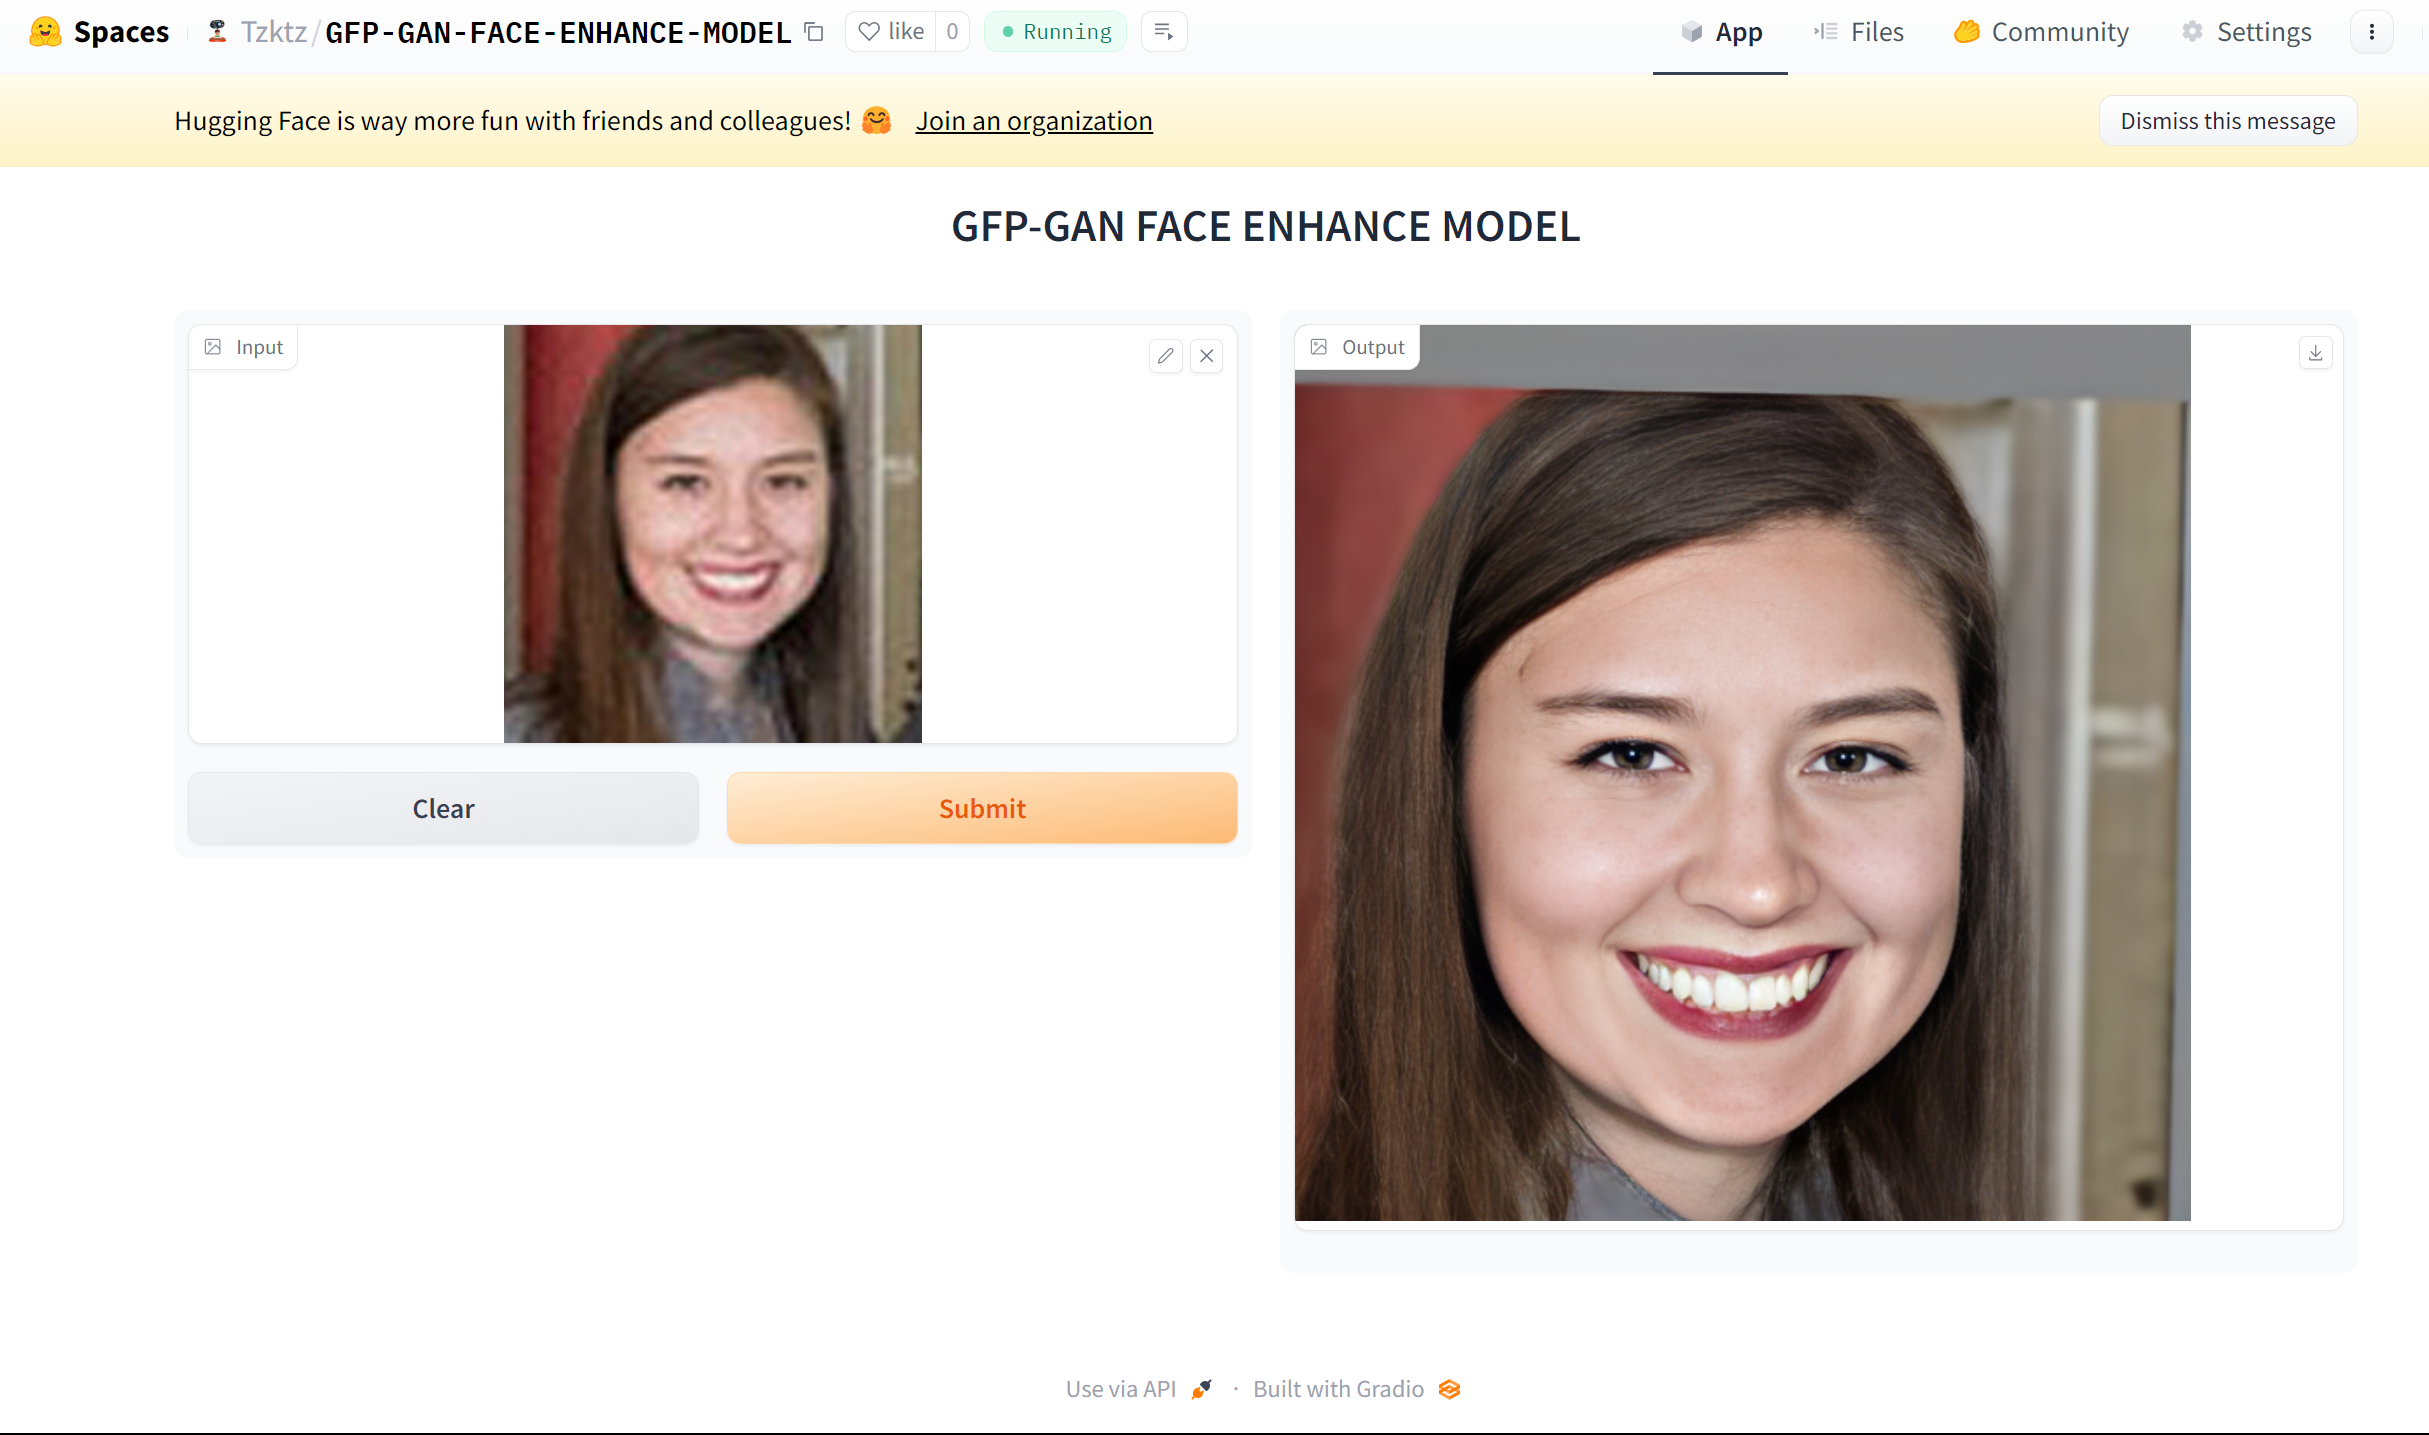 Spaces Tzktz/GFP-GAN-FACE-ENHANCE-MODEL like 0 Running App Files Community Settings
Hugging Face is way more fun with friends and colleagues! 🤗 Join an organization Dismiss this message
GFP-GAN FACE ENHANCE MODEL
Input
Output
Clear Submit
Use via API · Built with Gradio